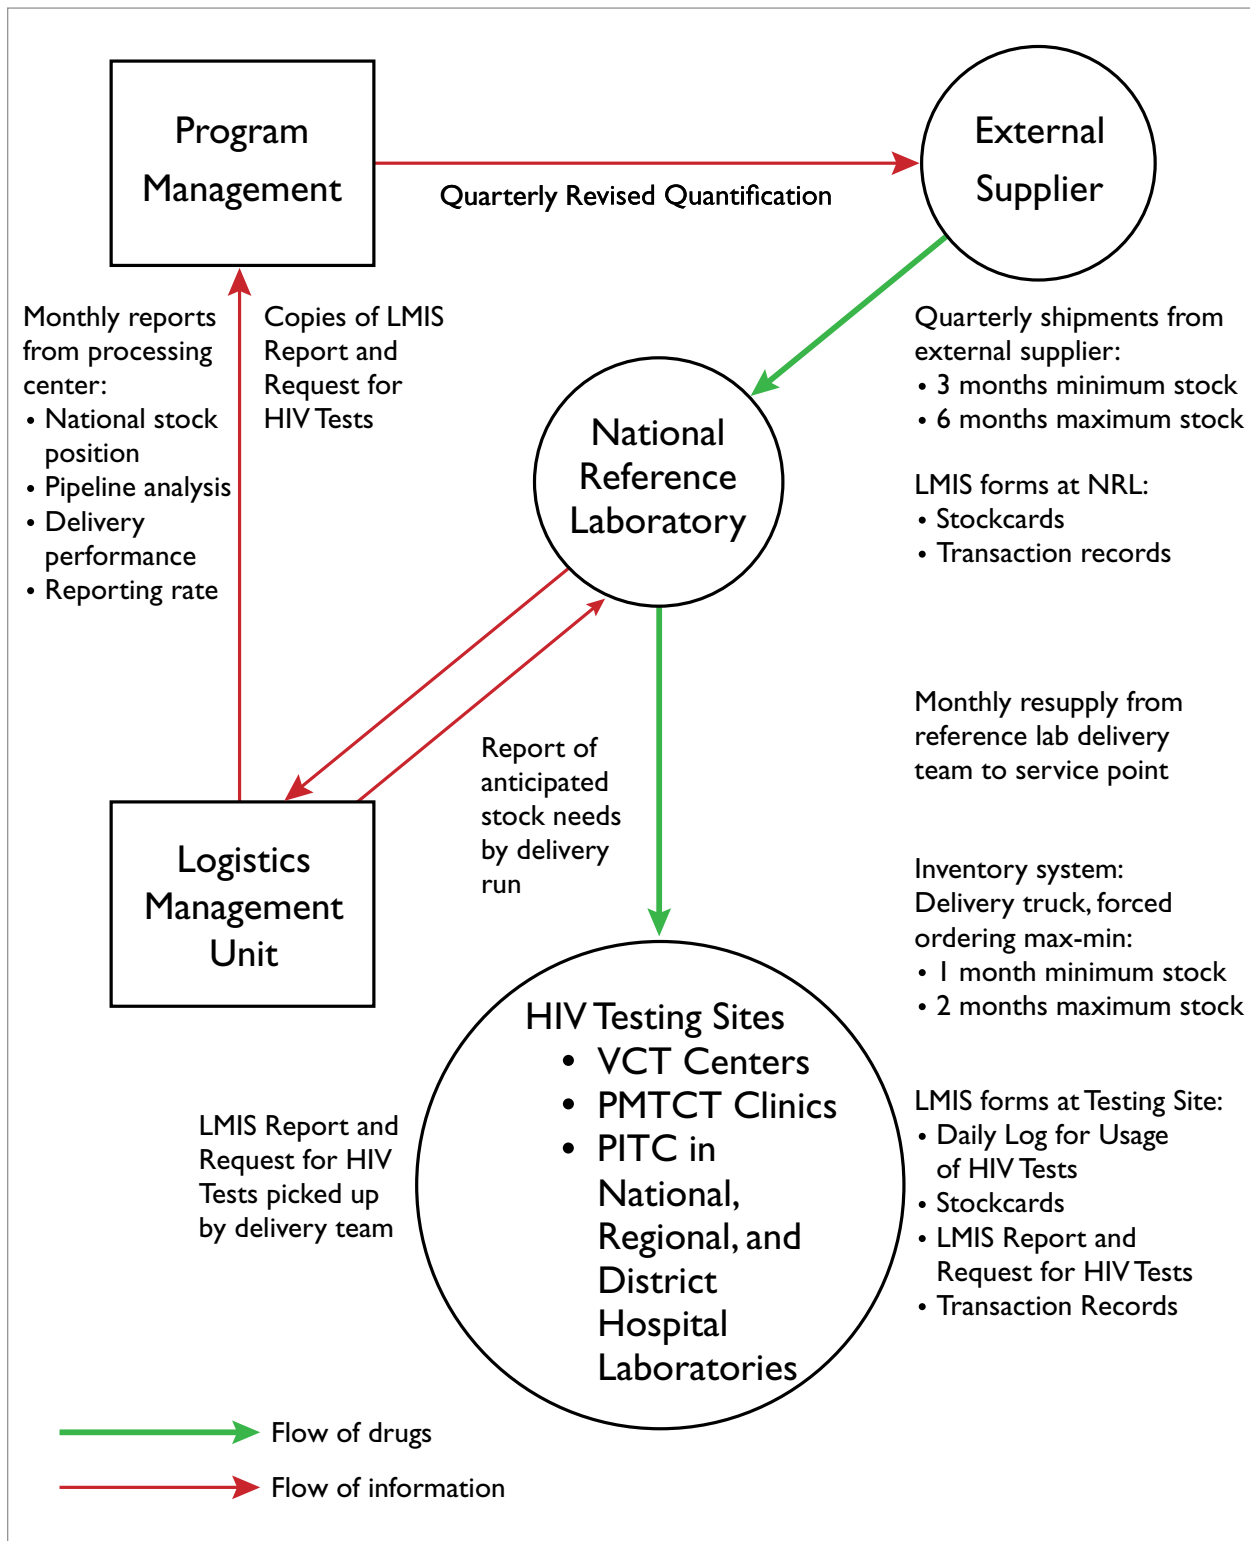 Program
Management
External
Supplier
Quarterly Revised Quantification
Monthly reports
from processing
center:
• National stock
position
• Pipeline analysis
• Delivery
performance
• Reporting rate
Copies of LMIS
Report and
Request for
HIV Tests
Quarterly shipments from
external supplier:
• 3 months minimum stock
• 6 months maximum stock
National
Reference
Laboratory
LMIS forms at NRL:
• Stockcards
• Transaction records
Monthly resupply from
reference lab delivery
team to service point
Report of
anticipated
stock needs
by delivery
run
Logistics
Management
Unit
Inventory system:
Delivery truck, forced
ordering max-min:
• 1 month minimum stock
• 2 months maximum stock
HIV Testing Sites
• VCT Centers
• PMTCT Clinics
• PITC in
National,
Regional, and
District
Hospital
Laboratories
LMIS Report and
Request for HIV
Tests picked up
by delivery team
LMIS forms at Testing Site:
• Daily Log for Usage
of HIV Tests
• Stockcards
• LMIS Report and
Request for HIV Tests
• Transaction Records
Flow of drugs
Flow of information